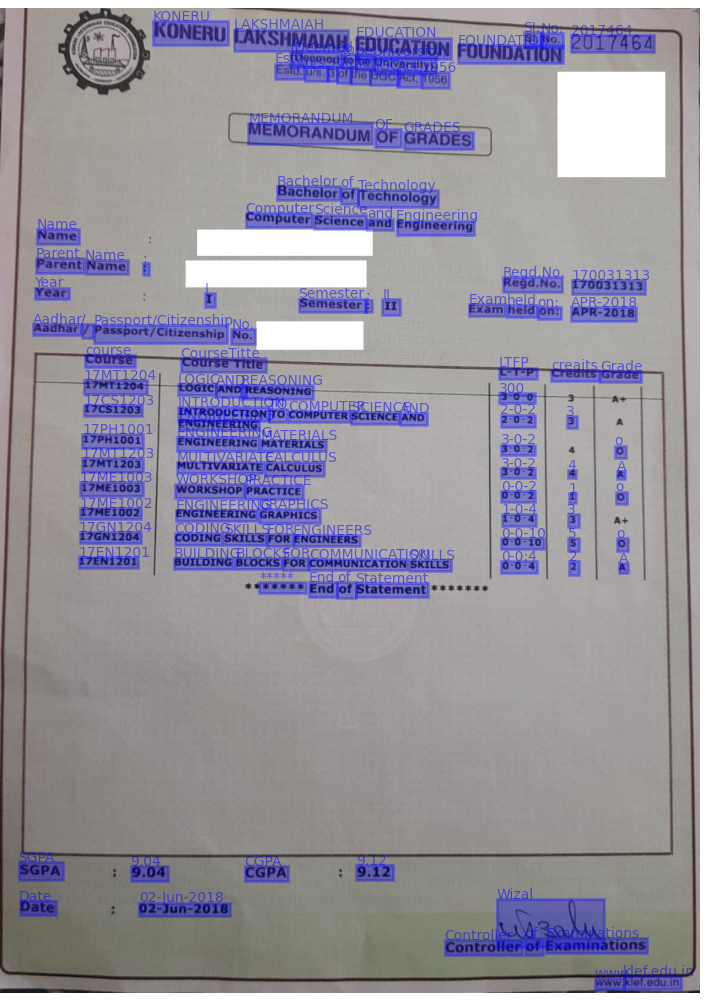 KONERU LAKSHMAIAH EDUCATION FOUNDATION
Sl.No. 2017464
(Deemed to be University)
Estd. u/s. 3 of the UGC Act, 1956
MEMORANDUM OF GRADES
Bachelor of Technology
Computer Science and Engineering
Name :
Parent Name :
Regd.No. 170031313
Year : I Semester : II
Exam held on: APR-2018
Aadhar / Passport/Citizenship No.
Course Course Title L-T-P Credits Grade
17MT1204 LOGIC AND REASONING 3-0-0 3 A+
17CS1203 INTRODUCTION TO COMPUTER SCIENCE AND ENGINEERING 2-0-2 3 A
17PH1001 ENGINEERING MATERIALS 3-0-2 4 O
17MT1203 MULTIVARIATE CALCULUS 3-0-2 4 A
17ME1003 WORKSHOP PRACTICE 0-0-2 1 O
17ME1002 ENGINEERING GRAPHICS 1-0-4 3 A+
17GN1204 CODING SKILLS FOR ENGINEERS 0-0-10 5 O
17EN1201 BUILDING BLOCKS FOR COMMUNICATION SKILLS 0-0-4 2 A
******* End of Statement *******
SGPA : 9.04 CGPA : 9.12
Date : 02-Jun-2018
Controller of Examinations
www.klef.edu.in